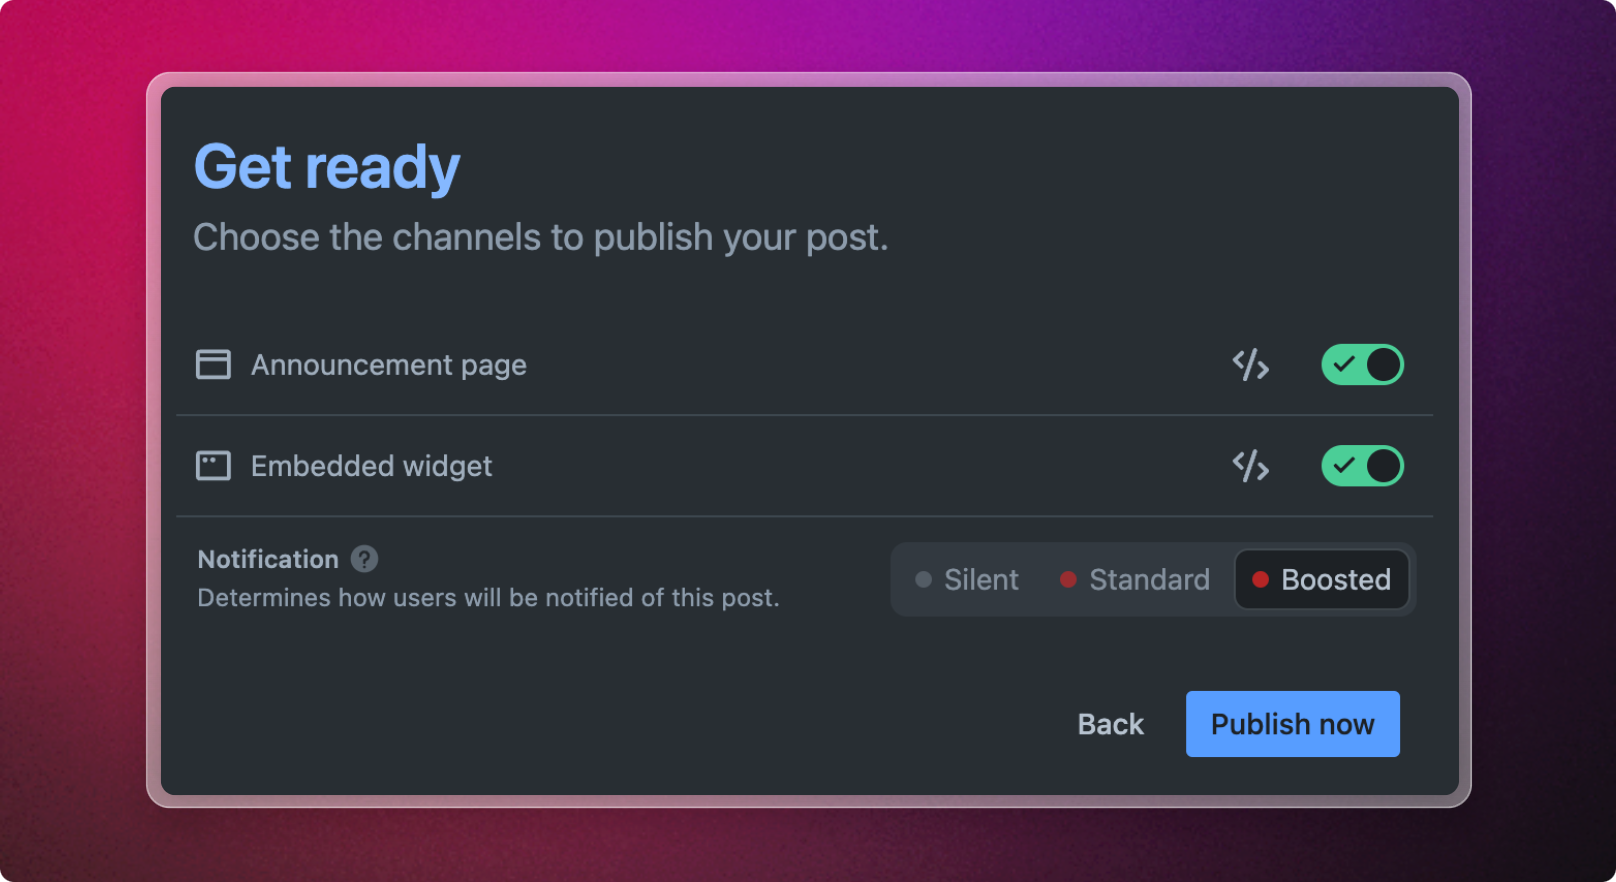 Get ready
Choose the channels to publish your post.
Announcement page
Embedded widget
Notification ?
Determines how users will be notified of this post.
Silent Standard Boosted
Back Publish now